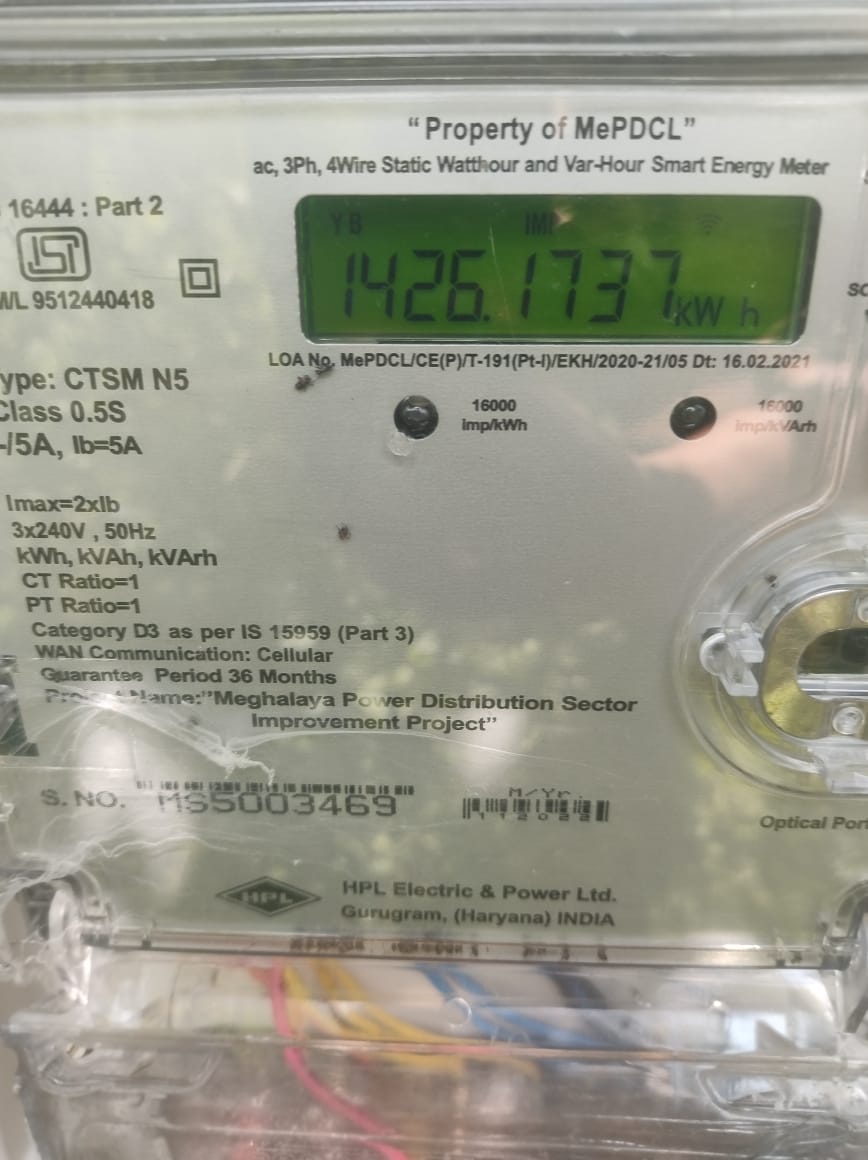 “Property of MePDCL”
ac, 3Ph, 4Wire Static Watthour and Var-Hour Smart Energy Meter
16444 : Part 2
ISI
9512440418
YB IMP
1426.1737 kWh
LOA No. MePDCL/CE(P)/T-191(Pt-I)/EKH/2020-21/05 Dt: 16.02.2021
ype: CTSM N5
Class 0.5S
-/5A, Ib=5A
16000
imp/kWh
16000
imp/kVArh
Imax=2xIb
3x240V , 50Hz
kWh, kVAh, kVArh
CT Ratio=1
PT Ratio=1
Category D3 as per IS 15959 (Part 3)
WAN Communication: Cellular
Guarantee Period 36 Months
Project Name:"Meghalaya Power Distribution Sector
Improvement Project”
S. NO. MS5003469
M/Yr
Optical Port
HPL
HPL Electric & Power Ltd.
Gurugram, (Haryana) INDIA